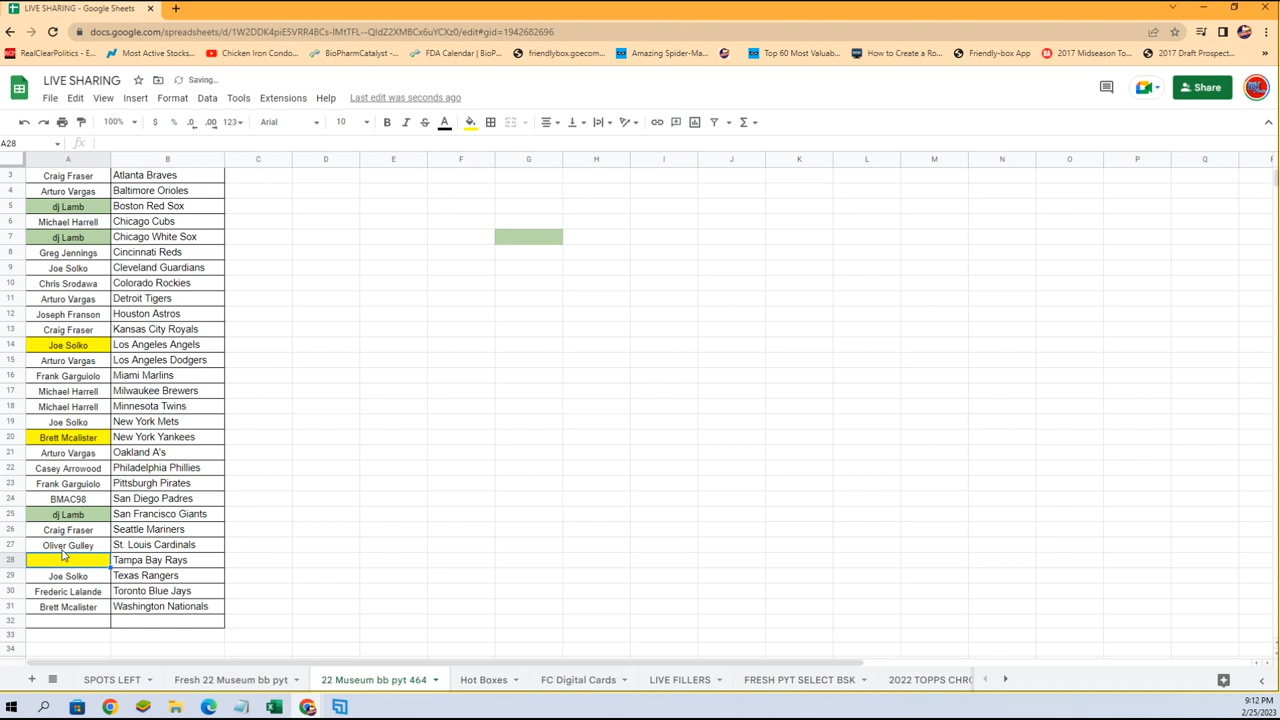 LIVE SHARING - Google Sheets
docs.google.com/spreadsheets/d/1W2DDK4piE5VRR4BCs-IMtTFL--QIdZ2XMBCx6uYCXz0/edit#gid=1942682696
RealClearPolitics - E... Most Active Stocks... Chicken Iron Condo... BioPharmCatalyst -... FDA Calendar | BioP... friendlybox.goecom... Amazing Spider-Ma... Top 60 Most Valuab... How to Create a Ro... Friendly-box App 2017 Midseason To... 2017 Draft Prospect...
LIVE SHARING Saving... Share
File Edit View Insert Format Data Tools Extensions Help Last edit was seconds ago
100% $ % .0 .00 123 Arial 10 B I S A
A28 fx
A B C D E F G H I J K L M N O P Q
3 Craig Fraser Atlanta Braves
4 Arturo Vargas Baltimore Orioles
5 dj Lamb Boston Red Sox
6 Michael Harrell Chicago Cubs
7 dj Lamb Chicago White Sox
8 Greg Jennings Cincinnati Reds
9 Joe Solko Cleveland Guardians
10 Chris Srodawa Colorado Rockies
11 Arturo Vargas Detroit Tigers
12 Joseph Franson Houston Astros
13 Craig Fraser Kansas City Royals
14 Joe Solko Los Angeles Angels
15 Arturo Vargas Los Angeles Dodgers
16 Frank Garguiolo Miami Marlins
17 Michael Harrell Milwaukee Brewers
18 Michael Harrell Minnesota Twins
19 Joe Solko New York Mets
20 Brett Mcalister New York Yankees
21 Arturo Vargas Oakland A's
22 Casey Arrowood Philadelphia Phillies
23 Frank Garguiolo Pittsburgh Pirates
24 BMAC98 San Diego Padres
25 dj Lamb San Francisco Giants
26 Craig Fraser Seattle Mariners
27 Oliver Gulley St. Louis Cardinals
28 Tampa Bay Rays
29 Joe Solko Texas Rangers
30 Frederic Lalande Toronto Blue Jays
31 Brett Mcalister Washington Nationals
32
33
34
SPOTS LEFT Fresh 22 Museum bb pyt 22 Museum bb pyt 464 Hot Boxes FC Digital Cards LIVE FILLERS FRESH PYT SELECT BSK 2022 TOPPS CHRO
9:12 PM
2/25/2023